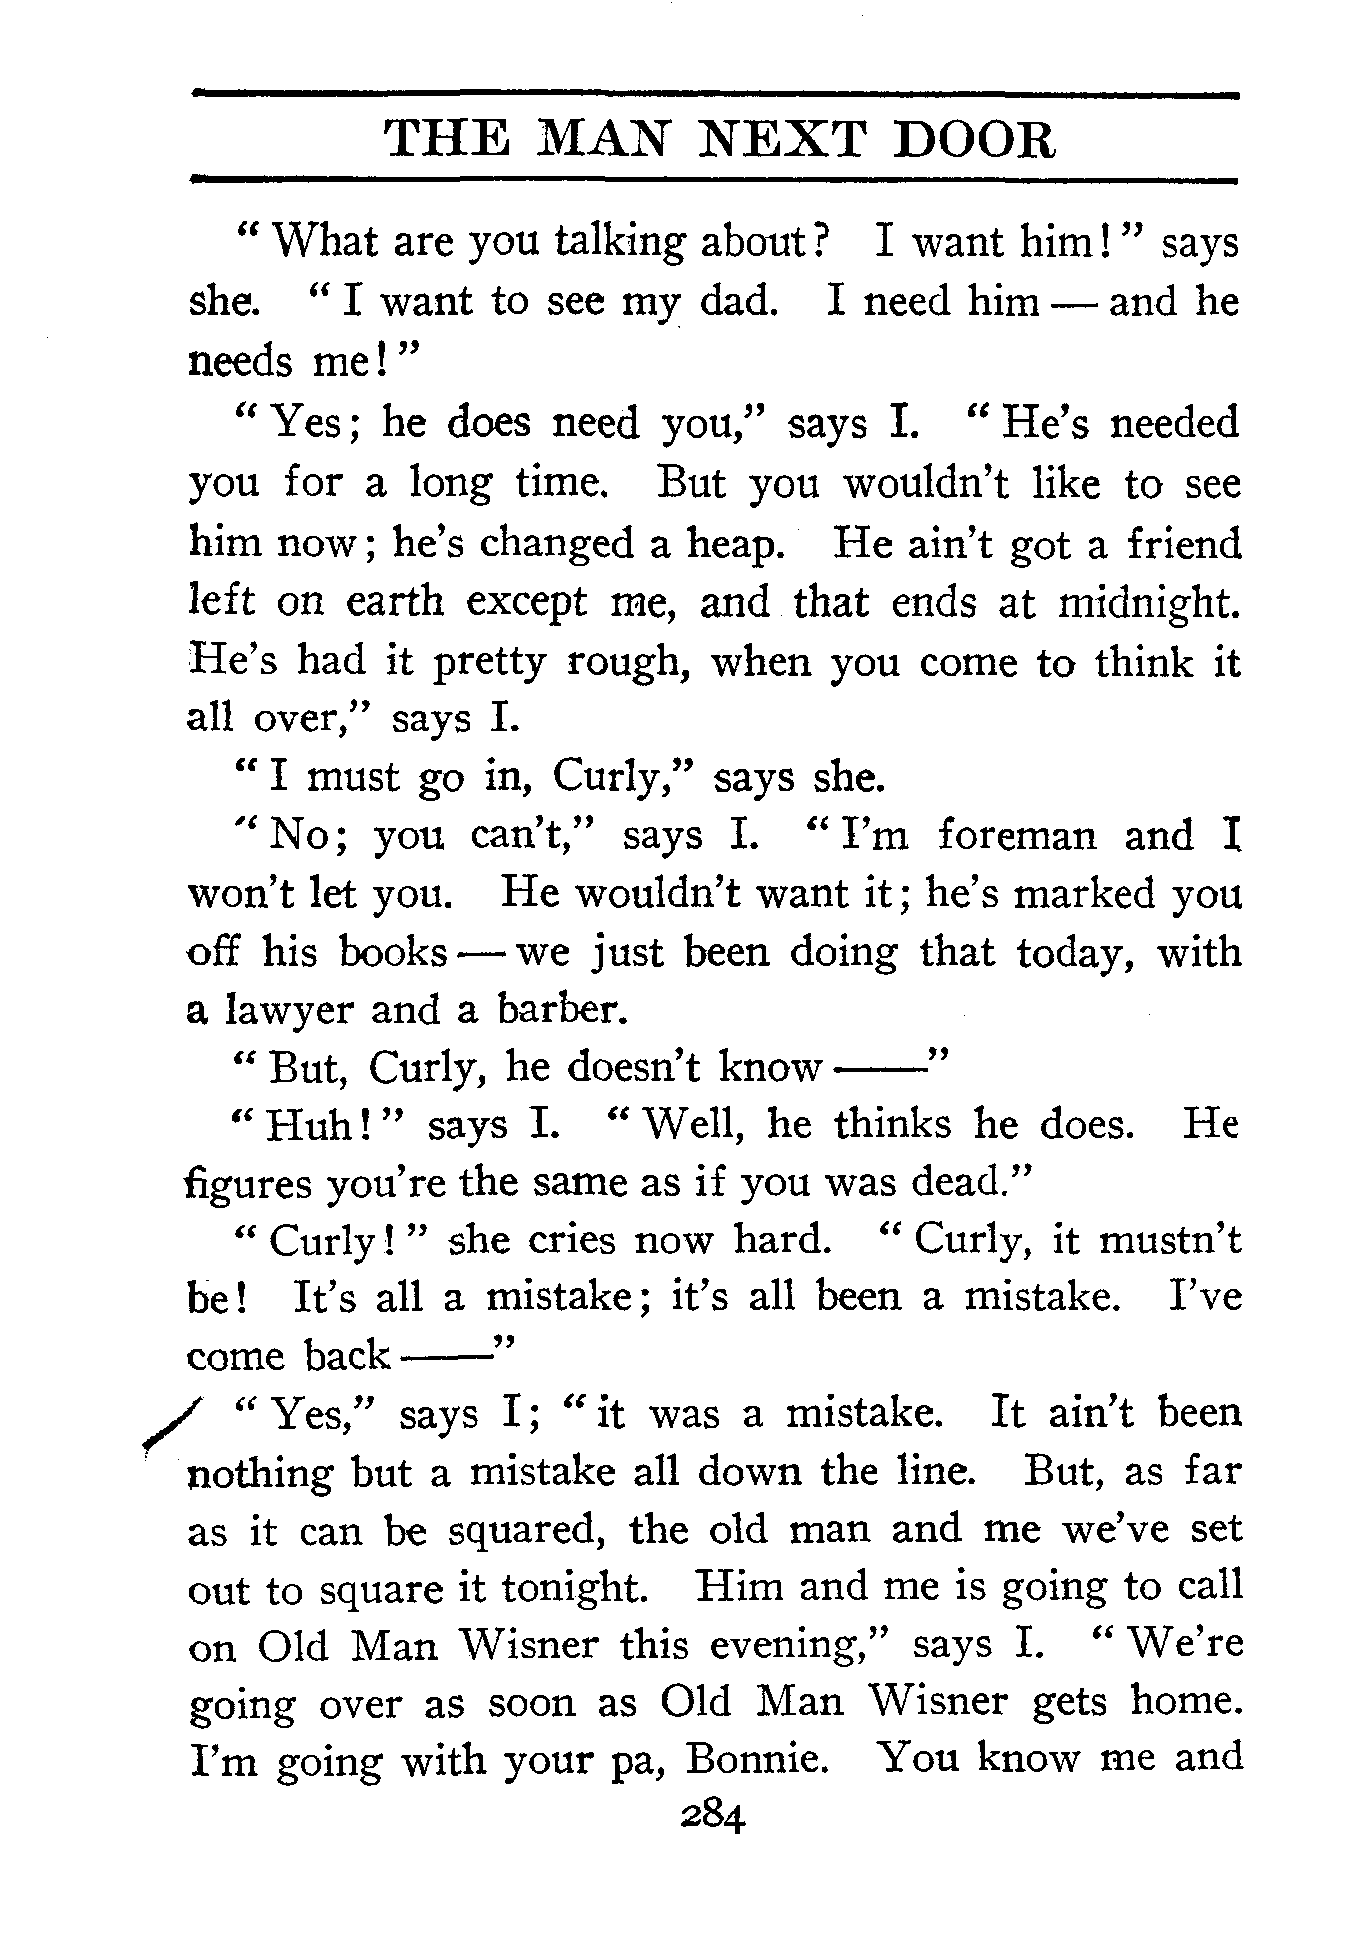 THE MAN NEXT DOOR
" What are you talking about? I want him! " says
she. " I want to see my dad. I need him — and he
needs me! "
" Yes; he does need you," says I. " He's needed
you for a long time. But you wouldn't like to see
him now; he's changed a heap. He ain't got a friend
left on earth except me, and that ends at midnight.
He's had it pretty rough, when you come to think it
all over," says I.
" I must go in, Curly," says she.
" No; you can't," says I. " I'm foreman and I
won't let you. He wouldn't want it; he's marked you
off his books — we just been doing that today, with
a lawyer and a barber.
" But, Curly, he doesn't know ——"
" Huh! " says I. " Well, he thinks he does. He
figures you're the same as if you was dead."
" Curly! " she cries now hard. " Curly, it mustn't
be! It's all a mistake; it's all been a mistake. I've
come back ——"
" Yes," says I; " it was a mistake. It ain't been
nothing but a mistake all down the line. But, as far
as it can be squared, the old man and me we've set
out to square it tonight. Him and me is going to call
on Old Man Wisner this evening," says I. " We're
going over as soon as Old Man Wisner gets home.
I'm going with your pa, Bonnie. You know me and
284